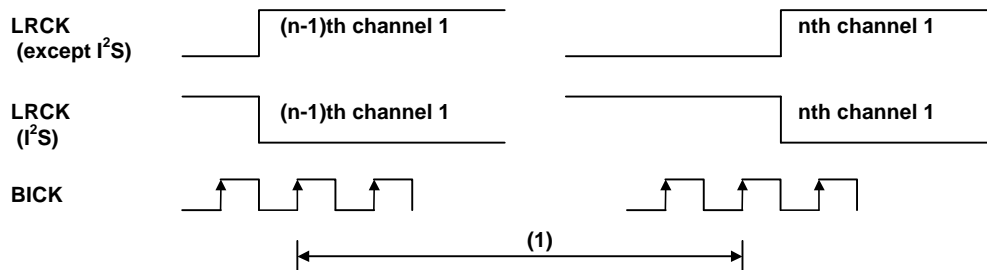 LRCK
(except I²S)
(n-1)th channel 1
nth channel 1
LRCK
(I²S)
(n-1)th channel 1
nth channel 1
BICK
(1)